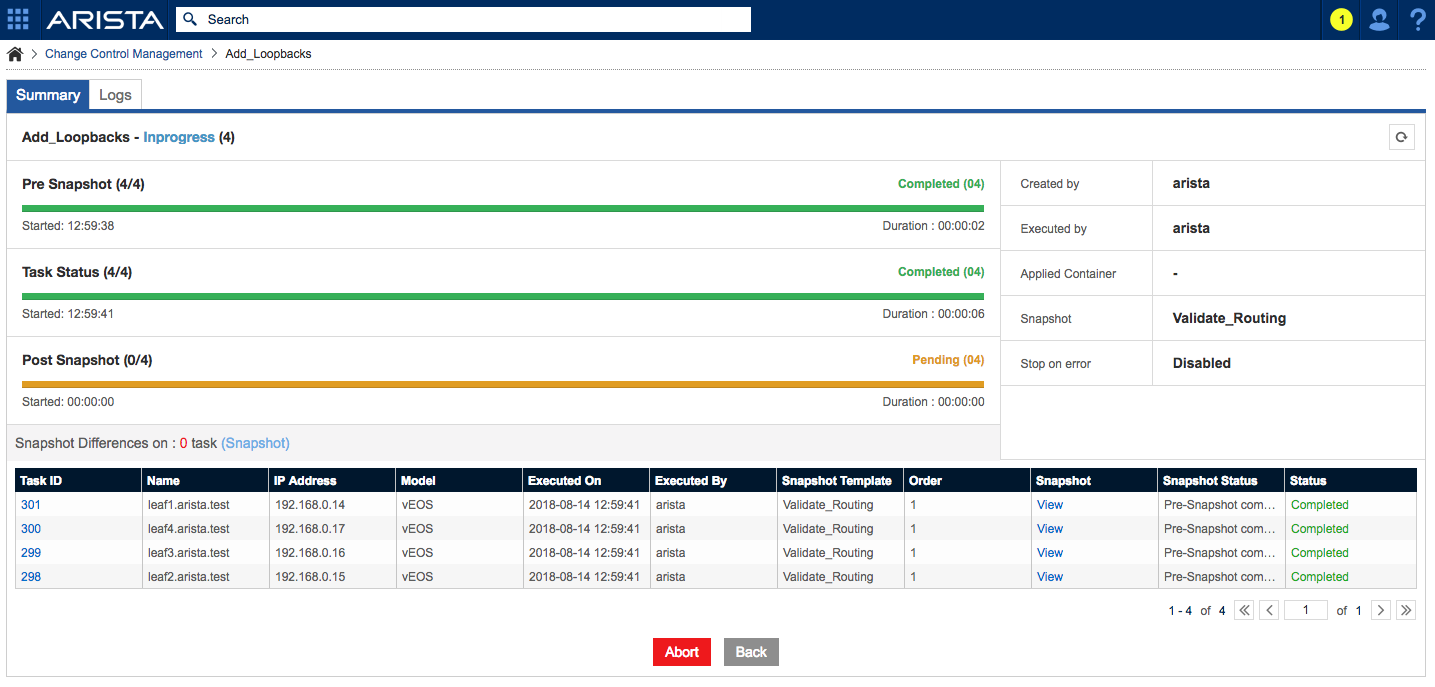 ARISTA Search 1 ?
> Change Control Management > Add_Loopbacks
Summary Logs
Add_Loopbacks - Inprogress (4)
Pre Snapshot (4/4) Completed (04)
Started: 12:59:38 Duration : 00:00:02
Task Status (4/4) Completed (04)
Started: 12:59:41 Duration : 00:00:06
Post Snapshot (0/4) Pending (04)
Started: 00:00:00 Duration : 00:00:00
Created by arista
Executed by arista
Applied Container -
Snapshot Validate_Routing
Stop on error Disabled
Snapshot Differences on : 0 task (Snapshot)
Task ID Name IP Address Model Executed On Executed By Snapshot Template Order Snapshot Snapshot Status Status
301 leaf1.arista.test 192.168.0.14 vEOS 2018-08-14 12:59:41 arista Validate_Routing 1 View Pre-Snapshot com... Completed
300 leaf4.arista.test 192.168.0.17 vEOS 2018-08-14 12:59:41 arista Validate_Routing 1 View Pre-Snapshot com... Completed
299 leaf3.arista.test 192.168.0.16 vEOS 2018-08-14 12:59:41 arista Validate_Routing 1 View Pre-Snapshot com... Completed
298 leaf2.arista.test 192.168.0.15 vEOS 2018-08-14 12:59:41 arista Validate_Routing 1 View Pre-Snapshot com... Completed
1 - 4 of 4 1 of 1
Abort Back